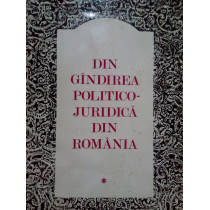 DIN
GÎNDIREA
POLITICO-
JURIDICĂ
DIN
ROMÂNIA
*